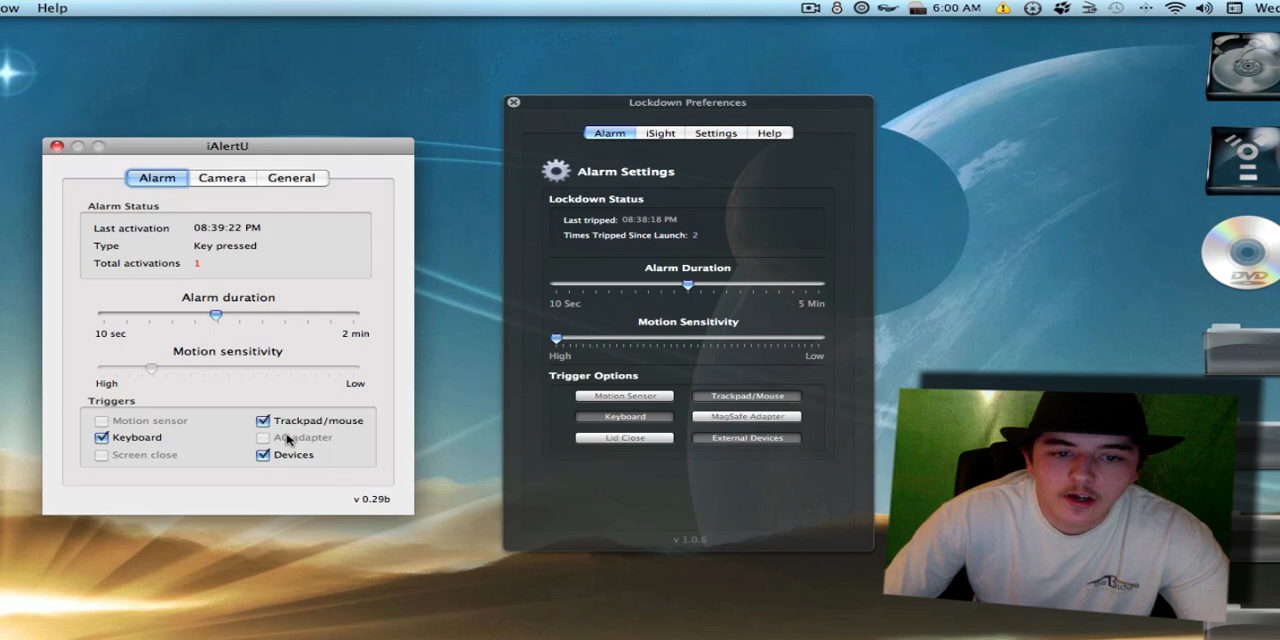 ow Help 6:00 AM Wed
iAlertU
Alarm Camera General
Alarm Status
Last activation 08:39:22 PM
Type Key pressed
Total activations 1
Alarm duration
10 sec 2 min
Motion sensitivity
High Low
Triggers
Motion sensor Trackpad/mouse
Keyboard adapter
Screen close Devices
v 0.29b
Lockdown Preferences
Alarm iSight Settings Help
Alarm Settings
Lockdown Status
Last tripped: 08:38:18 PM
Times Tripped Since Launch: 2
Alarm Duration
10 Sec 5 Min
Motion Sensitivity
High Low
Trigger Options
Motion Sensor Trackpad/Mouse
Keyboard MagSafe Adapter
Lid Close External Devices
v 1.0.6
DVD